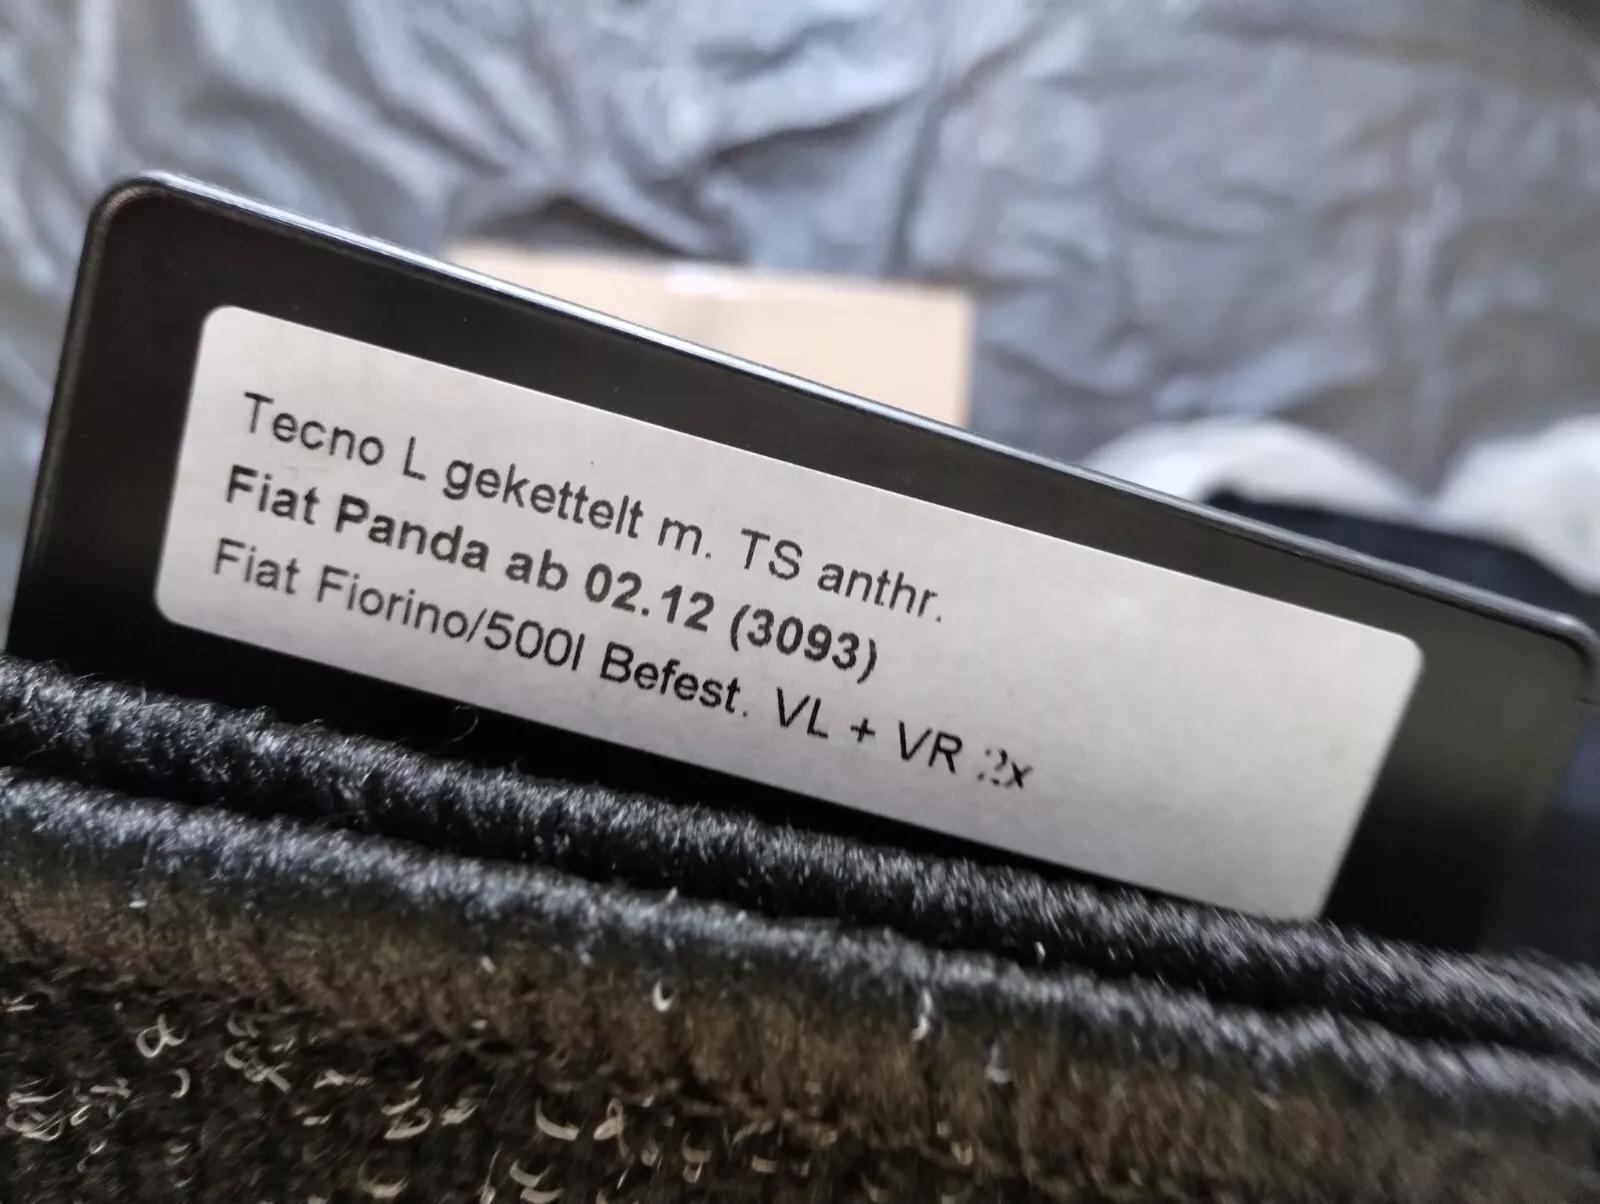 Tecno L gekettelt m. TS anthr.
Fiat Panda ab 02.12 (3093)
Fiat Fiorino/500l Befest. VL + VR 2x